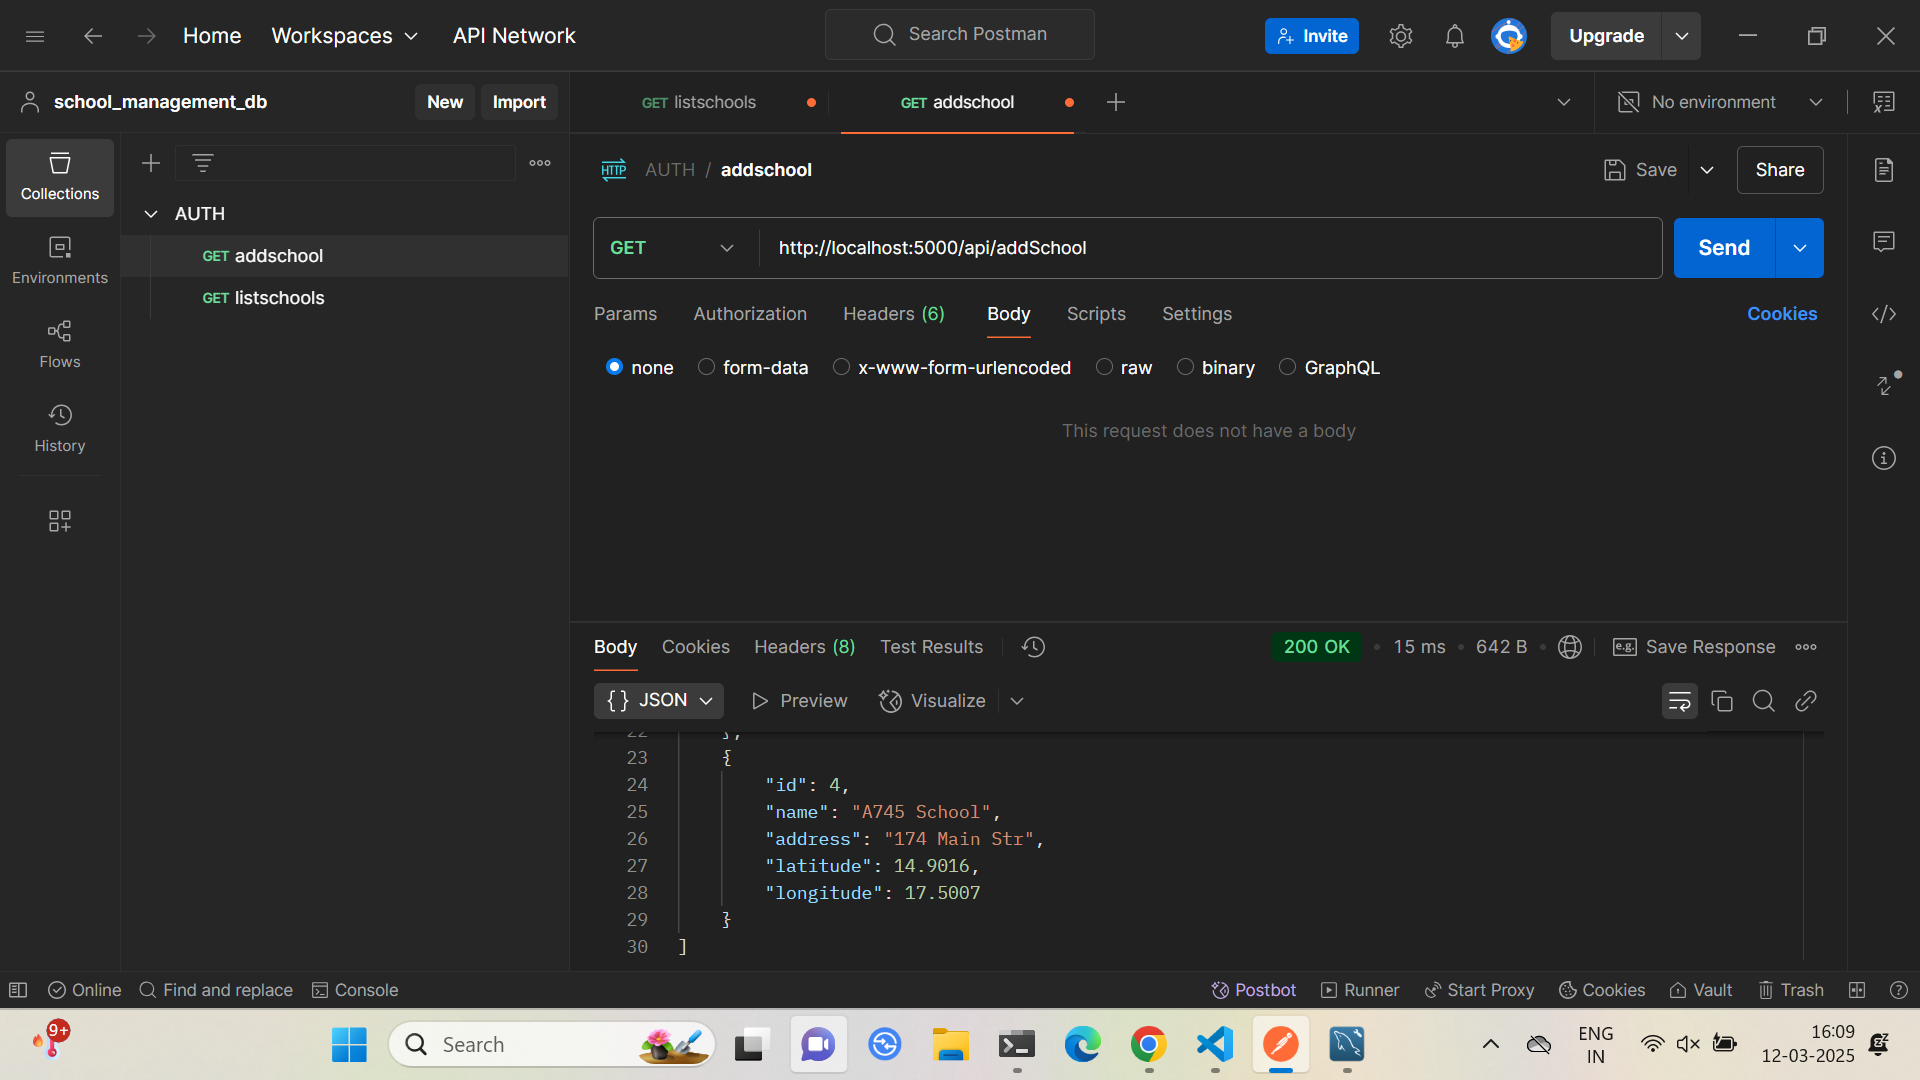 Home
Workspaces
API Network
Search Postman
Invite
Upgrade
school_management_db
New
Import
GET listschools
GET addschool
No environment
Collections
Environments
Flows
History
AUTH
GET addschool
GET listschools
HTTP
AUTH / addschool
Save
Share
GET
http://localhost:5000/api/addSchool
Send
Params
Authorization
Headers (6)
Body
Scripts
Settings
Cookies
none
form-data
x-www-form-urlencoded
raw
binary
GraphQL
This request does not have a body
Body
Cookies
Headers (8)
Test Results
200 OK • 15 ms • 642 B •
e.g. Save Response
{} JSON
Preview
Visualize
22 },
23 {
24 "id": 4,
25 "name": "A745 School",
26 "address": "174 Main Str",
27 "latitude": 14.9016,
28 "longitude": 17.5007
29 }
30 ]
Online
Find and replace
Console
Postbot
Runner
Start Proxy
Cookies
Vault
Trash
9+
Search
ENG
IN
16:09
12-03-2025